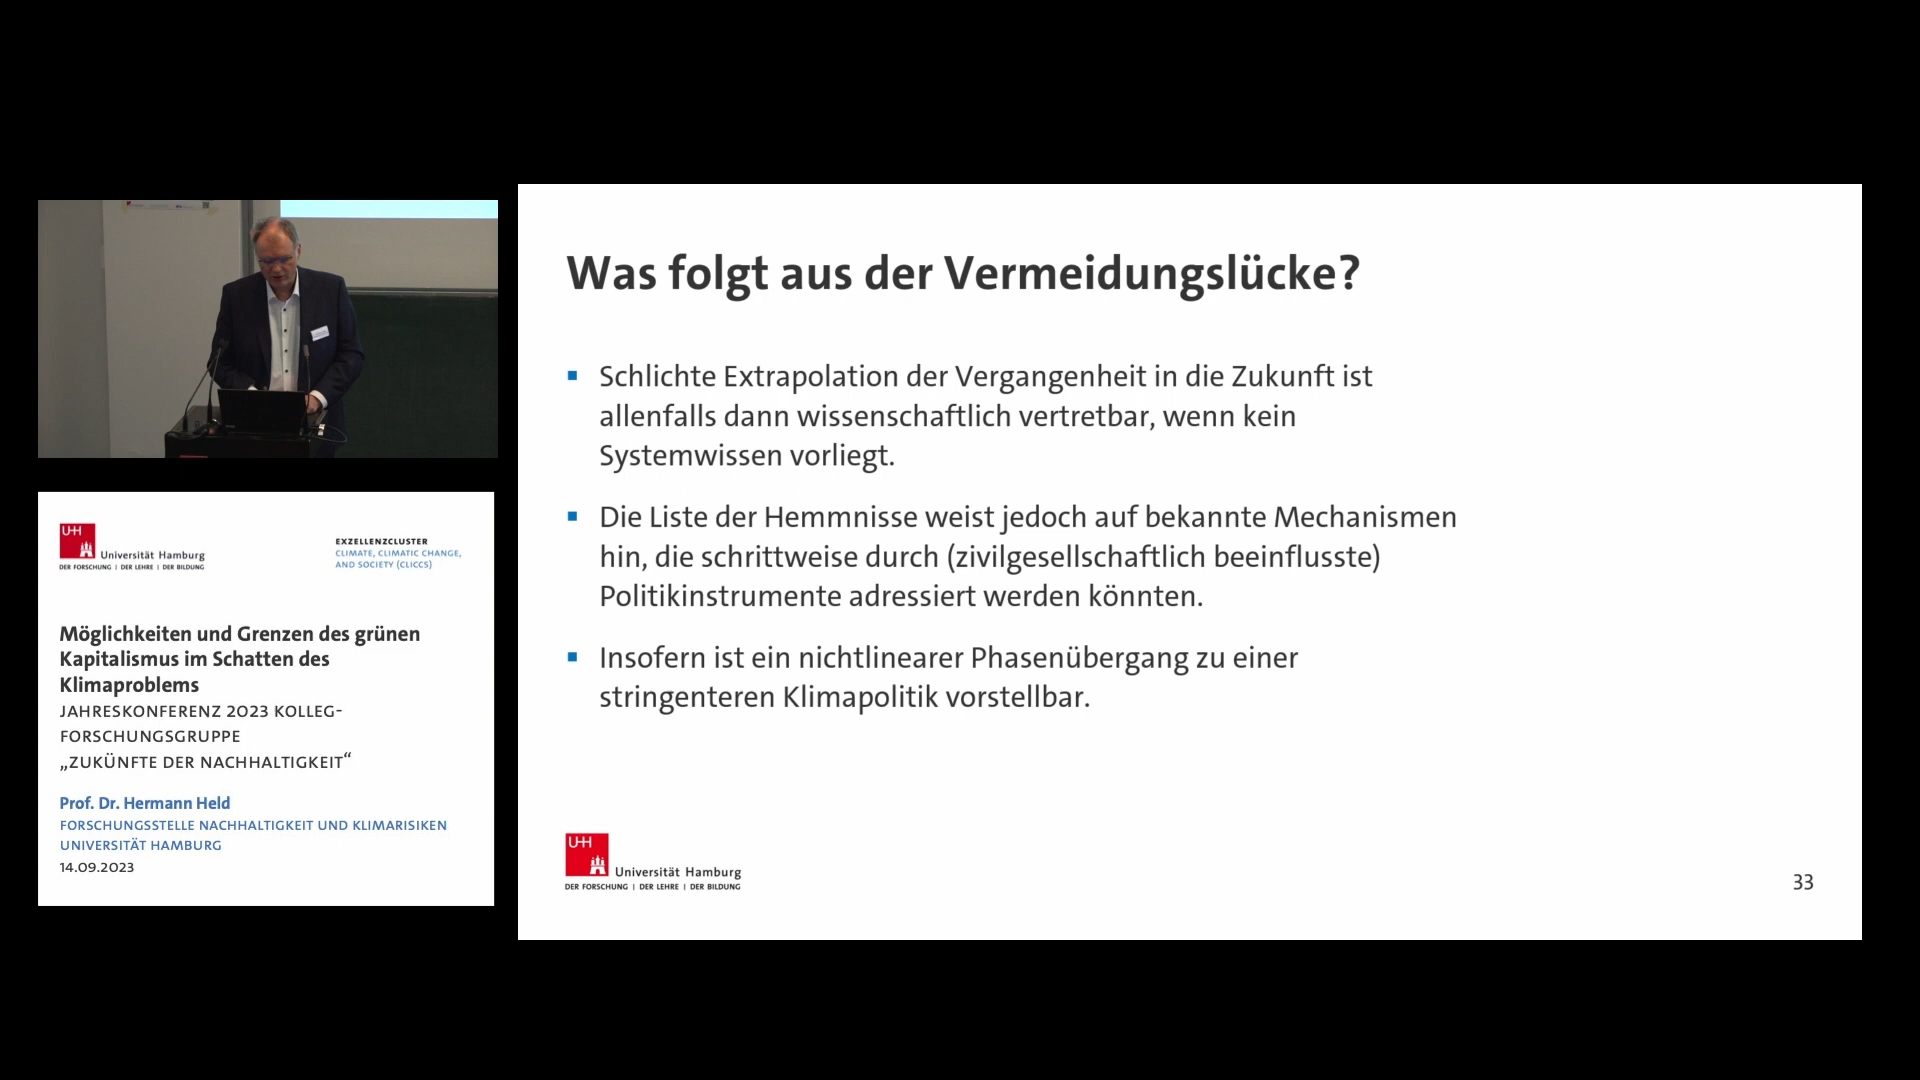 Was folgt aus der Vermeidungslücke?
▪ Schlichte Extrapolation der Vergangenheit in die Zukunft ist
allenfalls dann wissenschaftlich vertretbar, wenn kein
Systemwissen vorliegt.
▪ Die Liste der Hemmnisse weist jedoch auf bekannte Mechanismen
hin, die schrittweise durch (zivilgesellschaftlich beeinflusste)
Politikinstrumente adressiert werden könnten.
▪ Insofern ist ein nichtlinearer Phasenübergang zu einer
stringenteren Klimapolitik vorstellbar.
UH
Universität Hamburg
DER FORSCHUNG | DER LEHRE | DER BILDUNG
33
UH
Universität Hamburg
DER FORSCHUNG | DER LEHRE | DER BILDUNG
EXZELLENZCLUSTER
CLIMATE, CLIMATIC CHANGE,
AND SOCIETY (CLICCS)
Möglichkeiten und Grenzen des grünen
Kapitalismus im Schatten des
Klimaproblems
JAHRESKONFERENZ 2023 KOLLEG-
FORSCHUNGSGRUPPE
„ZUKÜNFTE DER NACHHALTIGKEIT“
Prof. Dr. Hermann Held
FORSCHUNGSSTELLE NACHHALTIGKEIT UND KLIMARISIKEN
UNIVERSITÄT HAMBURG
14.09.2023